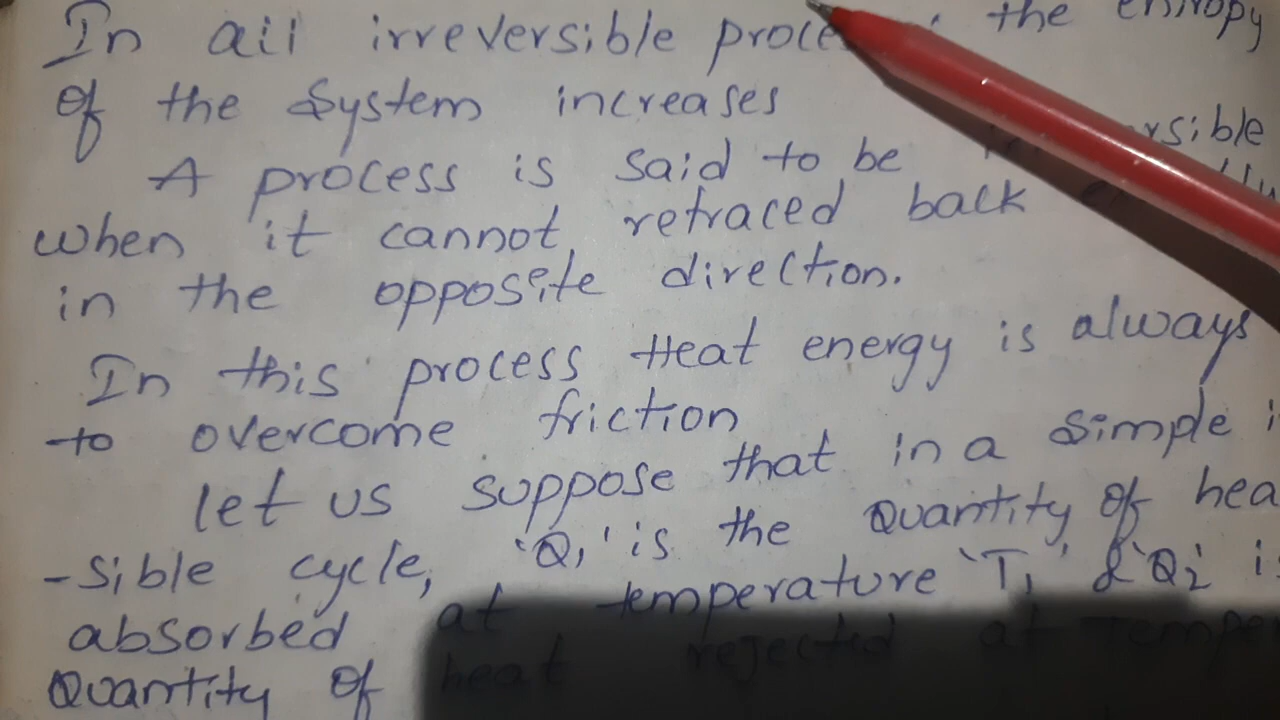 In all irreversible the entropy
of the System increases
A process is said to be
when it cannot retraced back
in the opposite direction.
In this process Heat energy is always
to overcome friction
let us suppose that in a simple
-sible cycle, 'Q1' is the Quantity of hea
absorbed at temperature 'T1' & 'Q2'
Quantity of heat rejected at